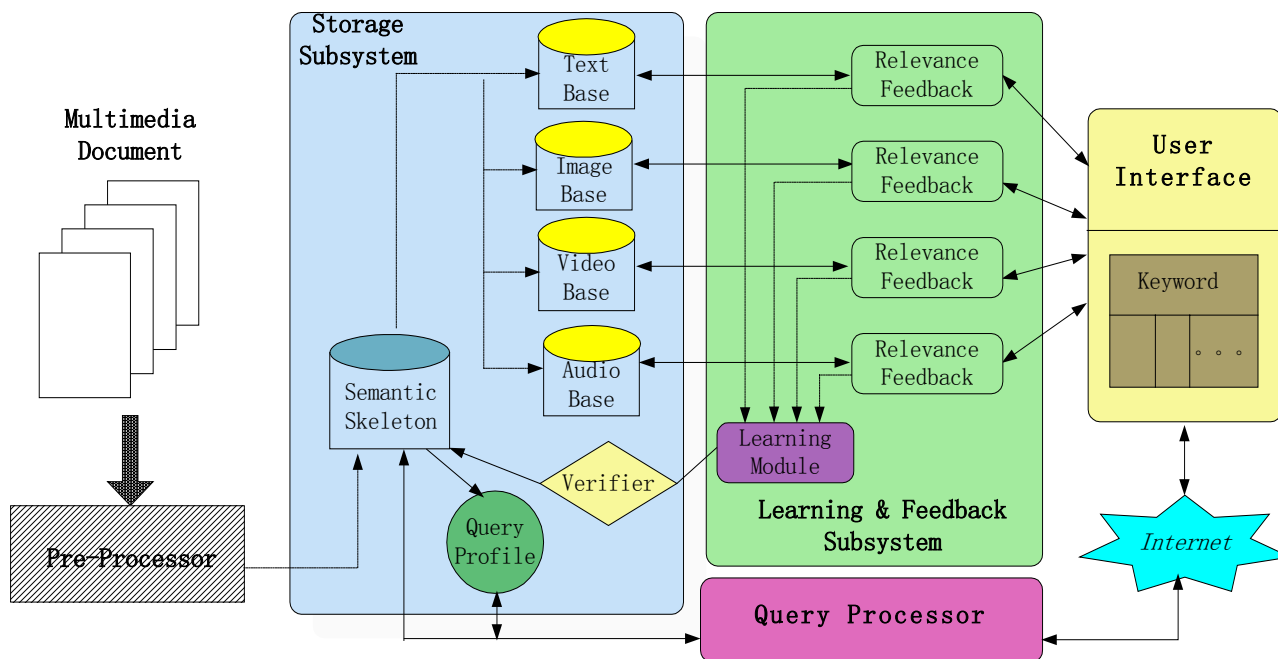 Multimedia
Document
Pre-Processor
Storage
Subsystem
Text
Base
Image
Base
Video
Base
Audio
Base
Semantic
Skeleton
Query
Profile
Verifier
Relevance
Feedback
Relevance
Feedback
Relevance
Feedback
Relevance
Feedback
Learning
Module
Learning & Feedback
Subsystem
Query Processor
User
Interface
Keyword
Internet